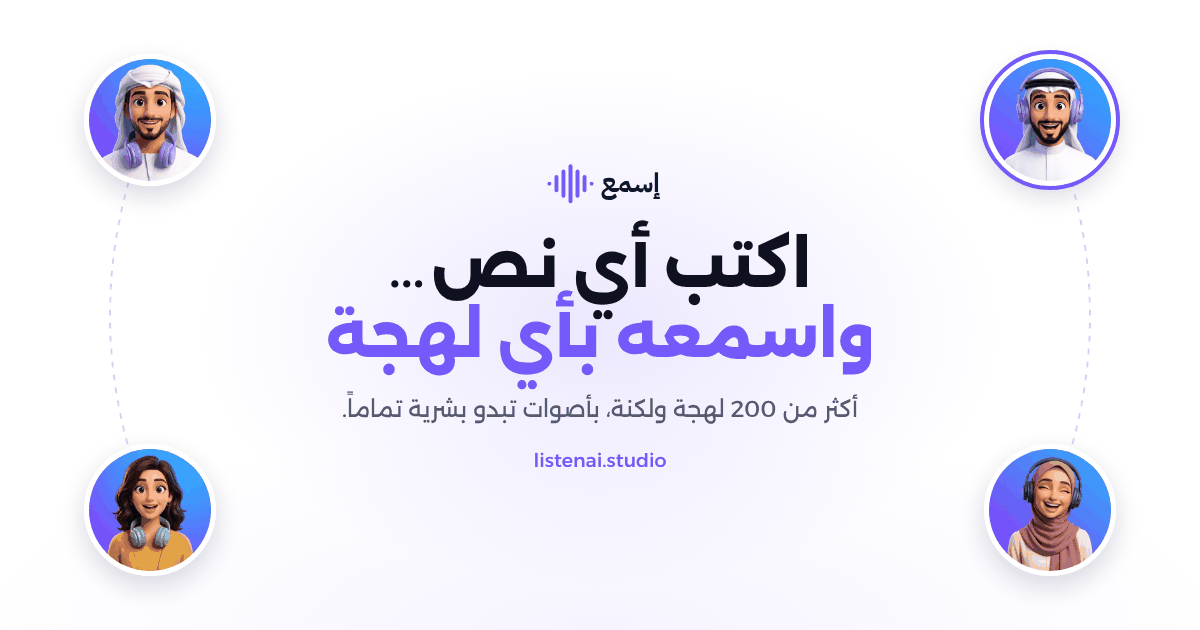 إسمع
اكتب أي نص...
واسمعه بأي لهجة
أكثر من 200 لهجة ولكنة، بأصوات تبدو بشرية تماماً.
listenai.studio